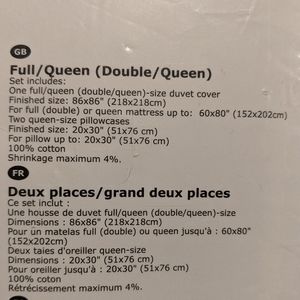 GB
Full/Queen (Double/Queen)
Set includes:
One full/queen (double/queen)-size duvet cover
Finished size: 86x86" (218x218cm)
For full (double) or queen mattress up to: 60x80" (152x202cm)
Two queen-size pillowcases
Finished size: 20x30" (51x76 cm)
For pillow up to: 20x30" (51x76 cm)
100% cotton
Shrinkage maximum 4%.
FR
Deux places/grand deux places
Ce set inclut :
Une housse de duvet full/queen (double/queen)-size
Dimensions : 86x86" (218x218cm)
Pour un matelas full (double) ou queen jusqu'à : 60x80"
(152x202cm)
Deux taies d'oreiller queen-size
Dimensions : 20x30" (51x76 cm)
Pour oreiller jusqu'à : 20x30" (51x76 cm)
100% coton
Rétrécissement maximum 4%.